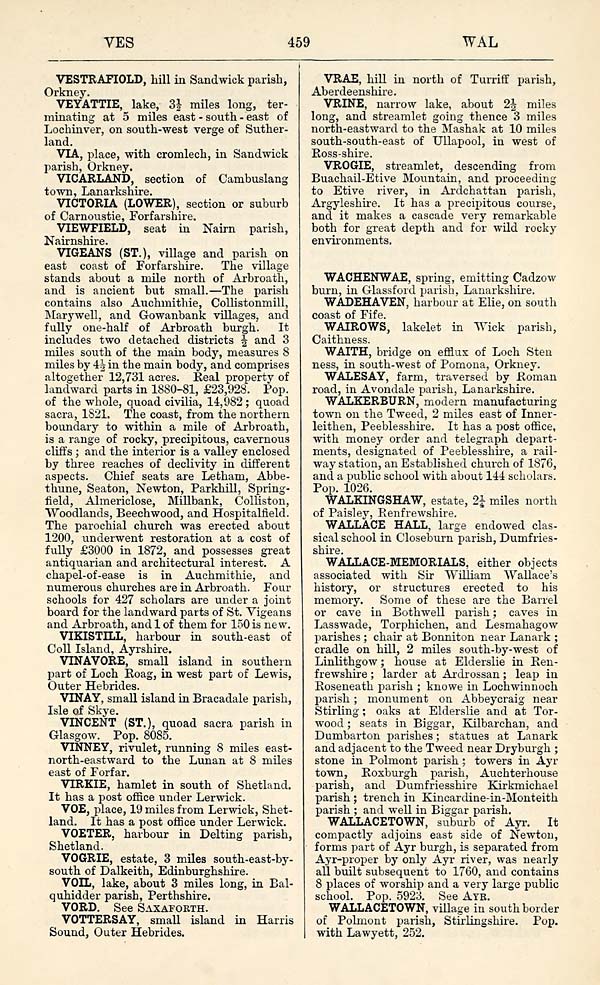 VES 459 WAL
VESTRAFIOLD, hill in Sandwick parish,
Orkney.
VEYATTIE, lake, 3½ miles long, ter-
minating at 5 miles east-south-east of
Lochinver, on south-west verge of Suther-
land.
VIA, place, with cromlech, in Sandwick
parish, Orkney.
VICARLAND, section of Cambuslang
town, Lanarkshire.
VICTORIA (LOWER), section or suburb
of Carnoustie, Forfarshire.
VIEWFIELD, seat in Nairn parish,
Nairnshire.
VIGEANS (ST.), village and parish on
east coast of Forfarshire. The village
stands about a mile north of Arbroath,
and is ancient but small.—The parish
contains also Auchmithie, Collistonmill,
Marywell, and Gowanbank villages, and
fully one-half of Arbroath burgh. It
includes two detached districts ½ and 3
miles south of the main body, measures 8
miles by 4½ in the main body, and comprises
altogether 12,731 acres. Real property of
landward parts in 1880-81, £23,928. Pop.
of the whole, quoad civilia, 14,982; quoad
sacra, 1821. The coast, from the northern
boundary to within a mile of Arbroath,
is a range of rocky, precipitous, cavernous
cliffs; and the interior is a valley enclosed
by three reaches of declivity in different
aspects. Chief seats are Letham, Abbe-
thune, Seaton, Newton, Parkhill, Spring-
field, Almericlose, Millbank, Colliston,
Woodlands, Beechwood, and Hospitalfield.
The parochial church was erected about
1200, underwent restoration at a cost of
fully £3000 in 1872, and possesses great
antiquarian and architectural interest. A
chapel-of-ease is in Auchmithie, and
numerous churches are in Arbroath. Four
schools for 427 scholars are under a joint
board for the landward parts of St. Vigeans
and Arbroath, and 1 of them for 150 is new.
VIKISTILL, harbour in south-east of
Coll Island, Ayrshire.
VINAVORE, small island in southern
part of Loch Roag, in west part of Lewis,
Outer Hebrides.
VINAY, small island in Bracadale parish,
Isle of Skye.
VINCENT (ST.), quoad sacra parish in
Glasgow. Pop. 8085.
VINNEY, rivulet, running 8 miles east-
north-eastward to the Lunan at 8 miles
east of Forfar.
VIRKIE, hamlet in south of Shetland.
It has a post office under Lerwick.
VOE, place, 19 miles from Lerwick, Shet-
land. It has a post office under Lerwick.
VOETER, harbour in Delting parish,
Shetland.
VOGRIE, estate, 3 miles south-east-by-
south of Dalkeith, Edinburghshire.
VOIL, lake, about 3 miles long, in Bal-
quhidder parish, Perthshire.
VORD. See SAXAFORTH.
VOTTERSAY, small island in Harris
Sound, Outer Hebrides.
VRAE, hill in north of Turriff parish,
Aberdeenshire.
VRINE, narrow lake, about 2½ miles
long, and streamlet going thence 3 miles
north-eastward to the Mashak at 10 miles
south-south-east of Ullapool, in west of
Ross-shire.
VROGIE, streamlet, descending from
Buachail-Etive Mountain, and proceeding
to Etive river, in Ardchattan parish,
Argyleshire. It has a precipitous course,
and it makes a cascade very remarkable
both for great depth and for wild rocky
environments.
WACHENWAE, spring, emitting Cadzow
burn, in Glassford parish, Lanarkshire.
WADEHAVEN, harbour at Elie, on south
coast of Fife.
WAIROWS, lakelet in Wick parish,
Caithness.
WAITH, bridge on efflux of Loch Sten
ness, in south-west of Pomona, Orkney.
WALESAY, farm, traversed by Roman
road, in Avondale parish, Lanarkshire.
WALKERBURN, modern manufacturing
town on the Tweed, 2 miles east of Inner-
leithen, Peeblesshire. It has a post office,
with money order and telegraph depart-
ments, designated of Peeblesshire, a rail-
way station, an Established church of 1876,
and a public school with about 144 scholars.
Pop. 1026.
WALKINGSHAW, estate, 2¼ miles north
of Paisley, Renfrewshire.
WALLACE HALL, large endowed clas-
sical school in Closeburn parish, Dumfries-
shire.
WALLACE-MEMORIALS, either objects
associated with Sir William Wallace's
history, or structures erected to his
memory. Some of these are the Barrel
or cave in Bothwell parish; caves in
Lasswade, Torphichen, and Lesmahagow
parishes; chair at Bonniton near Lanark;
cradle on hill, 2 miles south-by-west of
Linlithgow; house at Elderslie in Ren-
frewshire; larder at Ardrossan; leap in
Roseneath parish; knowe in Lochwinnoch
parish; monument on Abbeycraig near
Stirling; oaks at Elderslie and at Tor-
wood; seats in Biggar, Kilbarchan, and
Dumbarton parishes; statues at Lanark
and adjacent to the Tweed near Dryburgh;
stone in Polmont parish; towers in Ayr
town, Roxburgh parish, Auchterhouse
parish, and Dumfriesshire Kirkmichael
parish; trench in Kincardine-in-Monteith
parish; and well in Biggar parish.
WALLACETOWN, suburb of Ayr. It
compactly adjoins east side of Newton,
forms part of Ayr burgh, is separated from
Ayr-proper by only Ayr river, was nearly
all built subsequent to 1760, and contains
8 places of worship and a very large public
school. Pop. 5923. See AYR.
WALLACETOWN, village in south border
of Polmont parish, Stirlingshire. Pop.
with Lawyett, 252.